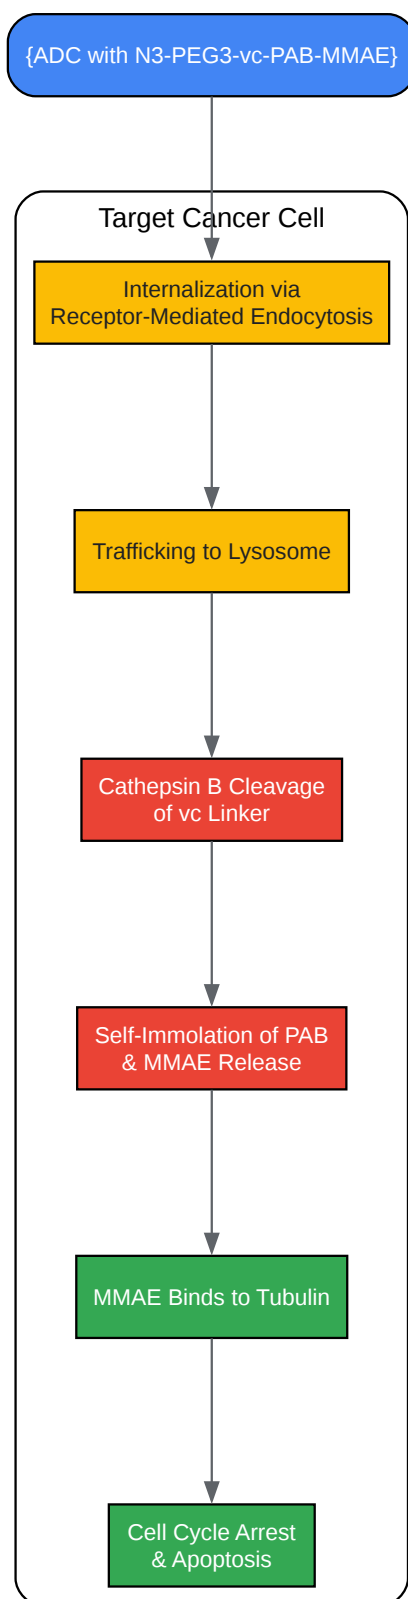 {ADC with N3-PEG3-vc-PAB-MMAE}
Target Cancer Cell
Internalization via
Receptor-Mediated Endocytosis
Trafficking to Lysosome
Cathepsin B Cleavage
of vc Linker
Self-Immolation of PAB
& MMAE Release
MMAE Binds to Tubulin
Cell Cycle Arrest
& Apoptosis